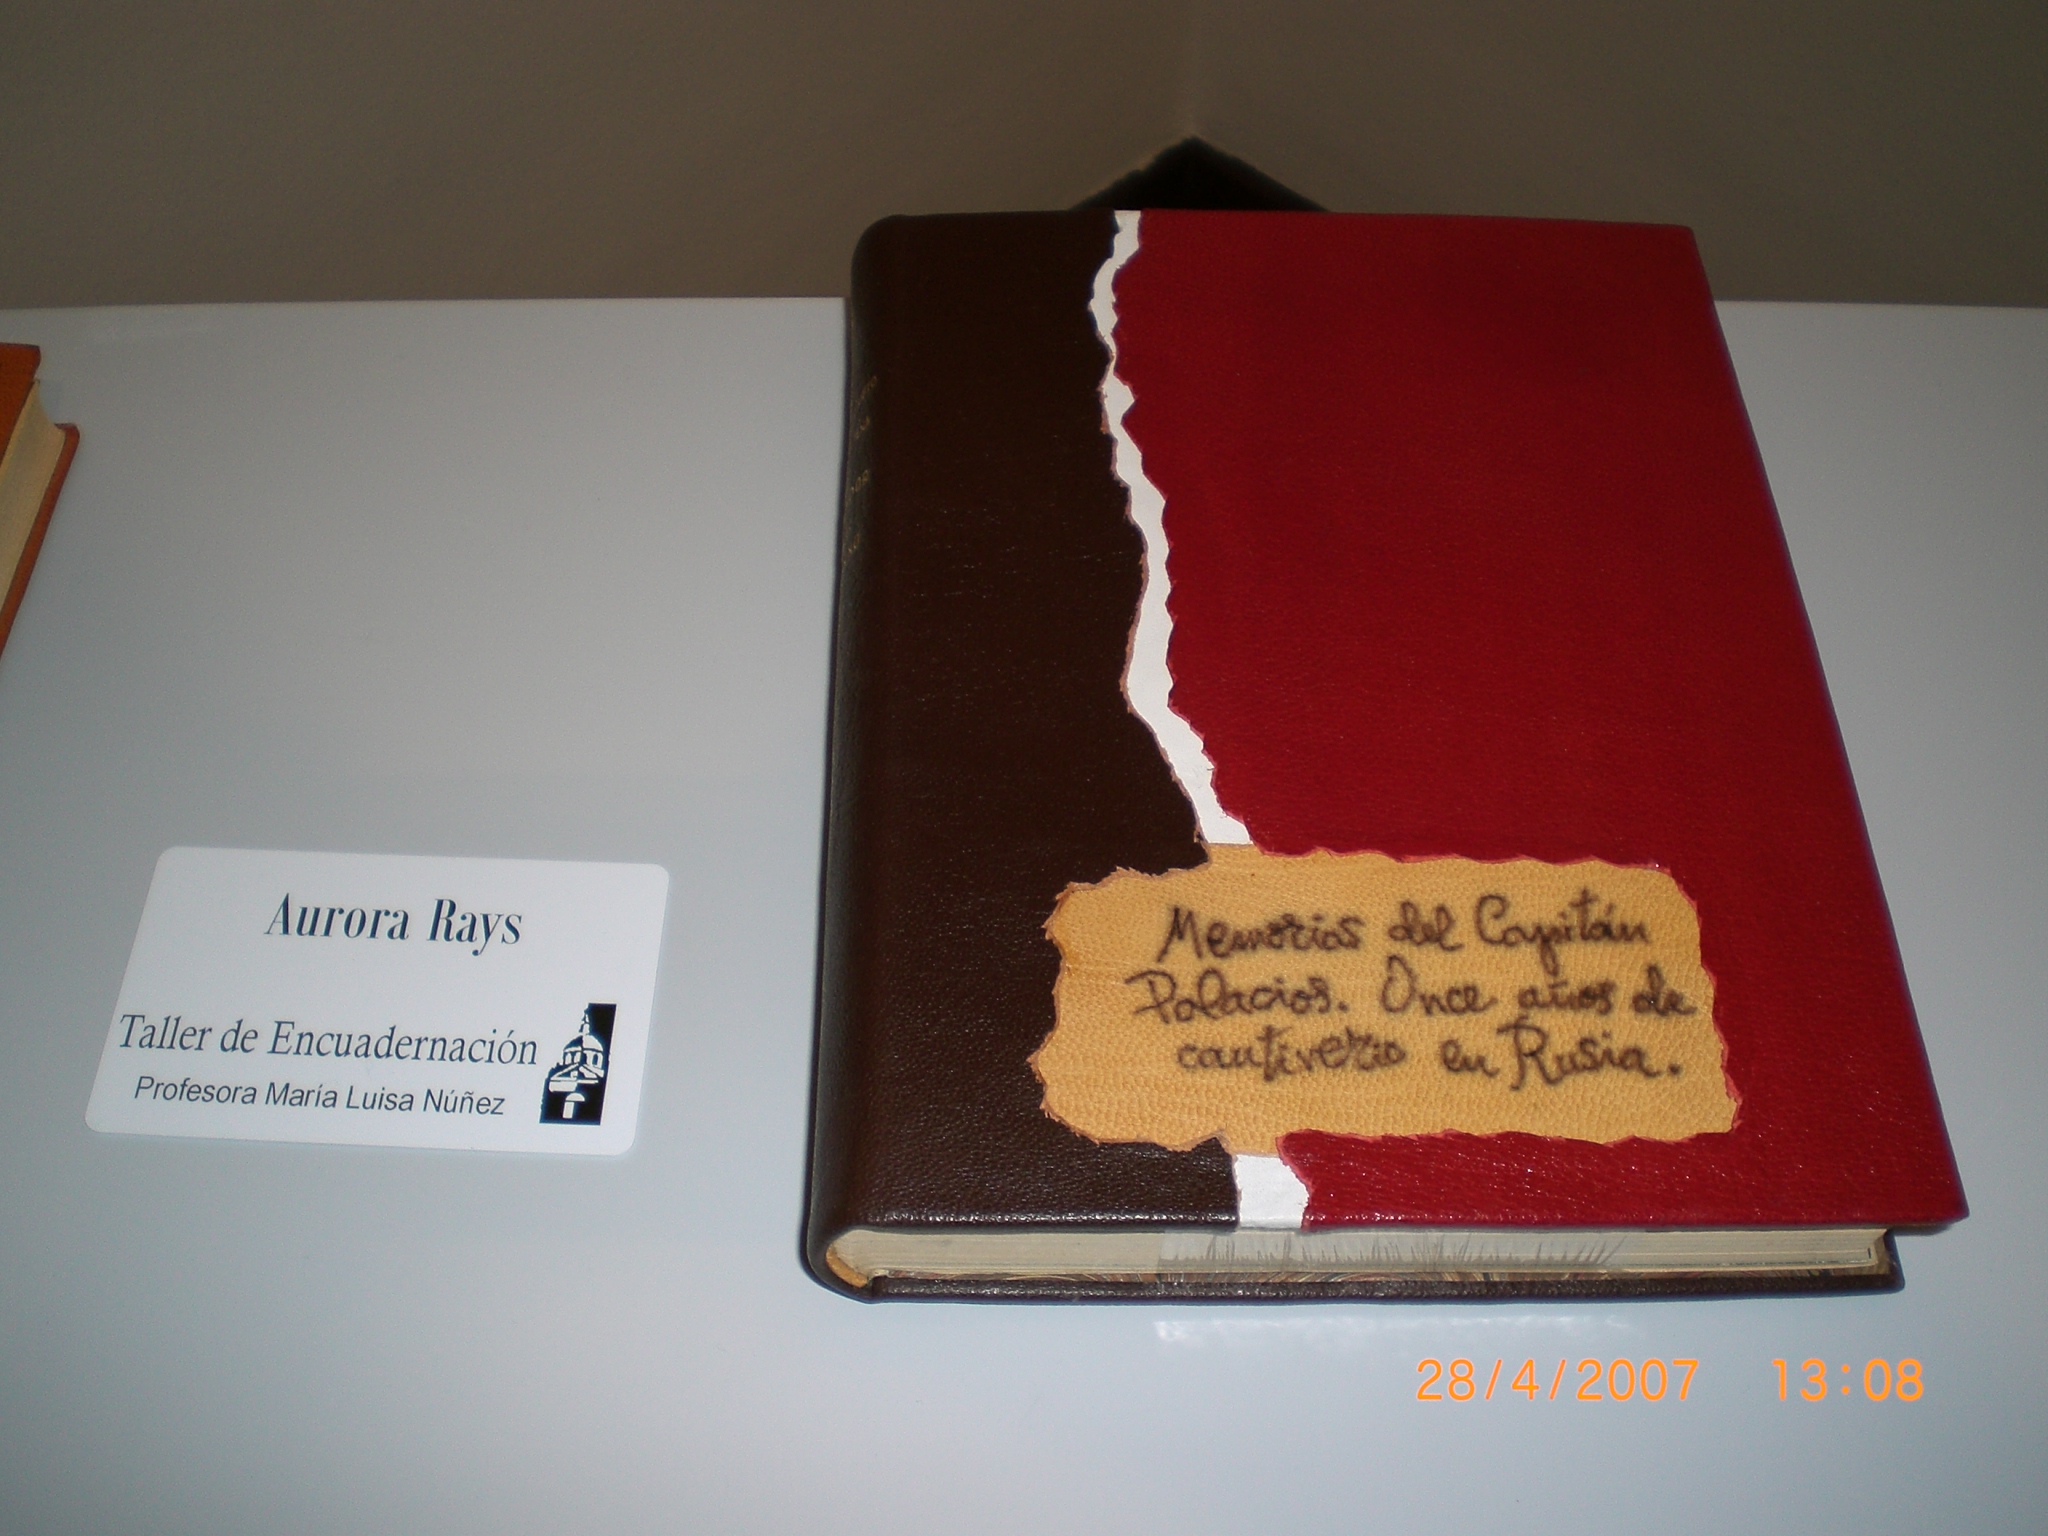 Aurora Rays
Taller de Encuadernación
Profesora María Luisa Núñez
Memorias del Capitán
Palacios. Once años de
cautiverio en Rusia.
28/4/2007 13:08